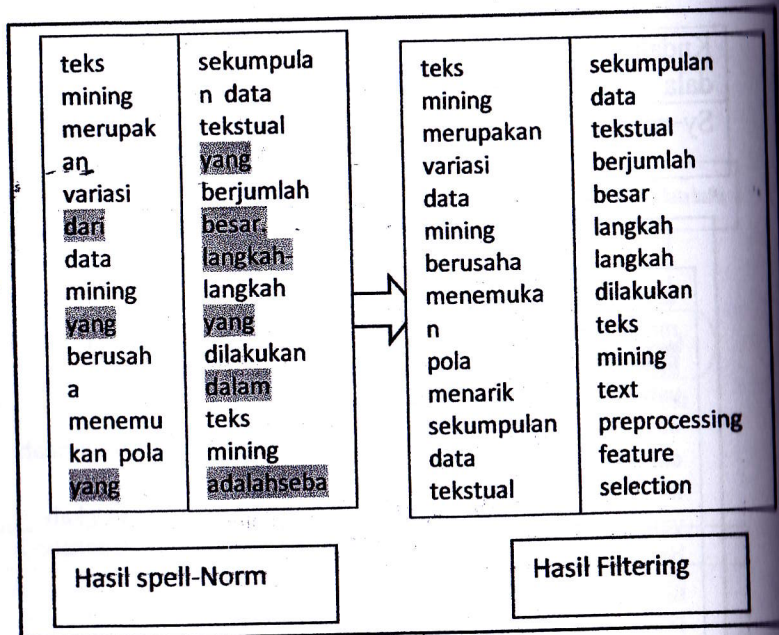 teks
mining
merupak
an
variasi
dari
data
mining
yang
berusah
a
menemu
kan pola
yang
sekumpula
n data
tekstual
yang
berjumlah
besar.
langkah-
langkah
yang
dilakukan
dalam
teks
mining
adalahseba
teks
mining
merupakan
variasi
data
mining
berusaha
menemuka
n
pola
menarik
sekumpulan
data
tekstual
sekumpulan
data
tekstual
berjumlah
besar
langkah
langkah
dilakukan
teks
mining
text
preprocessing
feature
selection
Hasil spell-Norm
Hasil Filtering